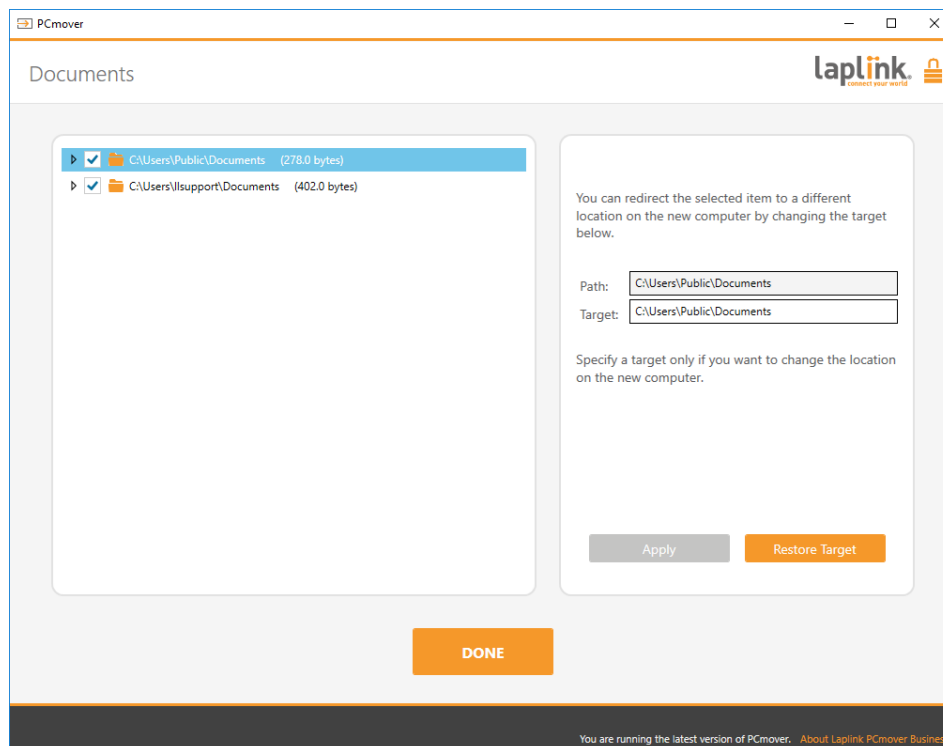 PCmover
Documents
laplink.
connect your world
C:\Users\Public\Documents (278.0 bytes)
C:\Users\llsupport\Documents (402.0 bytes)
You can redirect the selected item to a different
location on the new computer by changing the target
below.
Path: C:\Users\Public\Documents
Target: C:\Users\Public\Documents
Specify a target only if you want to change the location
on the new computer.
Apply
Restore Target
DONE
You are running the latest version of PCmover. About Laplink PCmover Busines